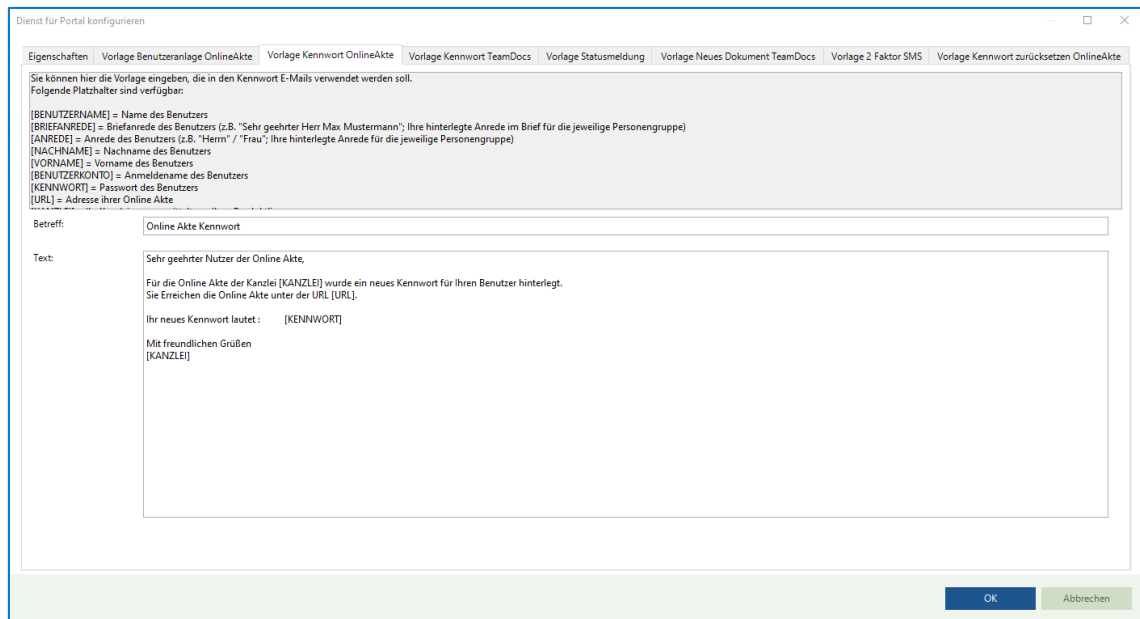 Dienst für Portal konfigurieren
Eigenschaften
Vorlage Benutzeranlage OnlineAkte
Vorlage Kennwort OnlineAkte
Vorlage Kennwort TeamDocs
Vorlage Statusmeldung
Vorlage Neues Dokument TeamDocs
Vorlage 2 Faktor SMS
Vorlage Kennwort zurücksetzen OnlineAkte
Sie können hier die Vorlage eingeben, die in den Kennwort E-Mails verwendet werden soll.
Folgende Platzhalter sind verfügbar:
[BENUTZERNAME] = Name des Benutzers
[BRIEFANREDE] = Briefanrede des Benutzers (z.B. "Sehr geehrter Herr Max Mustermann"; Ihre hinterlegte Anrede im Brief für die jeweilige Personengruppe)
[ANREDE] = Anrede des Benutzers (z.B. "Herrn" / "Frau"; Ihre hinterlegte Anrede für die jeweilige Personengruppe)
[NACHNAME] = Nachname des Benutzers
[VORNAME] = Vorname des Benutzers
[BENUTZERKONTO] = Anmeldename des Benutzers
[KENNWORT] = Passwort des Benutzers
[URL] = Adresse ihrer Online Akte
Betreff:
Online Akte Kennwort
Text:
Sehr geehrter Nutzer der Online Akte,
Für die Online Akte der Kanzlei [KANZLEI] wurde ein neues Kennwort für Ihren Benutzer hinterlegt.
Sie Erreichen die Online Akte unter der URL [URL].
Ihr neues Kennwort lautet : [KENNWORT]
Mit freundlichen Grüßen
[KANZLEI]
OK
Abbrechen